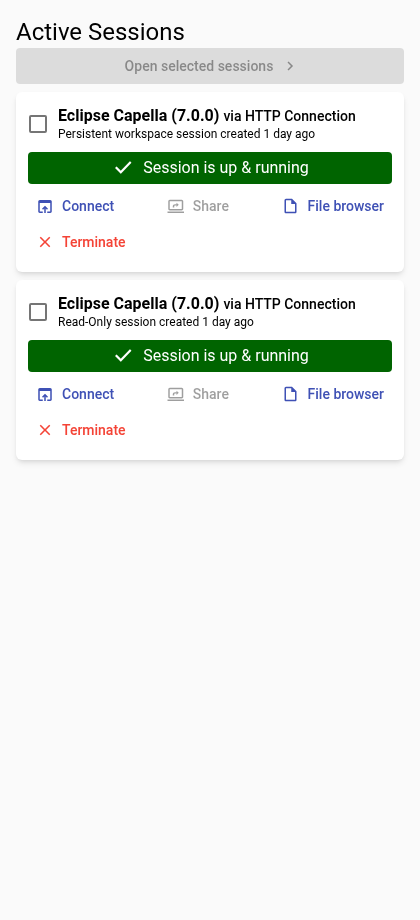 Active Sessions
Open selected sessions
Eclipse Capella (7.0.0) via HTTP Connection
Persistent workspace session created 1 day ago
Session is up & running
Connect Share File browser
Terminate
Eclipse Capella (7.0.0) via HTTP Connection
Read-Only session created 1 day ago
Session is up & running
Connect Share File browser
Terminate